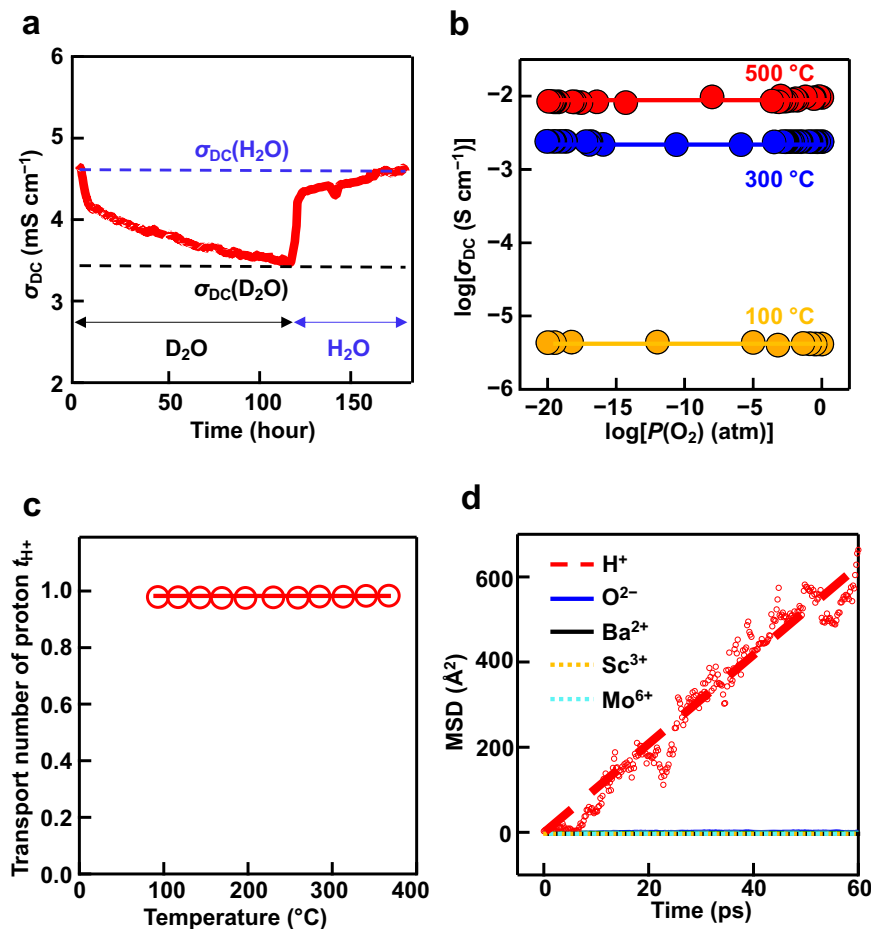 a
6
5
4
3
2
σDC (mS cm−1)
σDC(H2O)
σDC(D2O)
D2O
H2O
0
50
100
150
Time (hour)
b
−2
−3
−4
−5
−6
log[σDC (S cm−1)]
500 °C
300 °C
100 °C
−20
−15
−10
−5
0
log[P(O2) (atm)]
c
1.0
0.8
0.6
0.4
0.2
0.0
Transport number of proton tH+
0
100
200
300
400
Temperature (°C)
d
600
400
200
0
MSD (Å2)
H+
O2−
Ba2+
Sc3+
Mo6+
0
20
40
60
Time (ps)